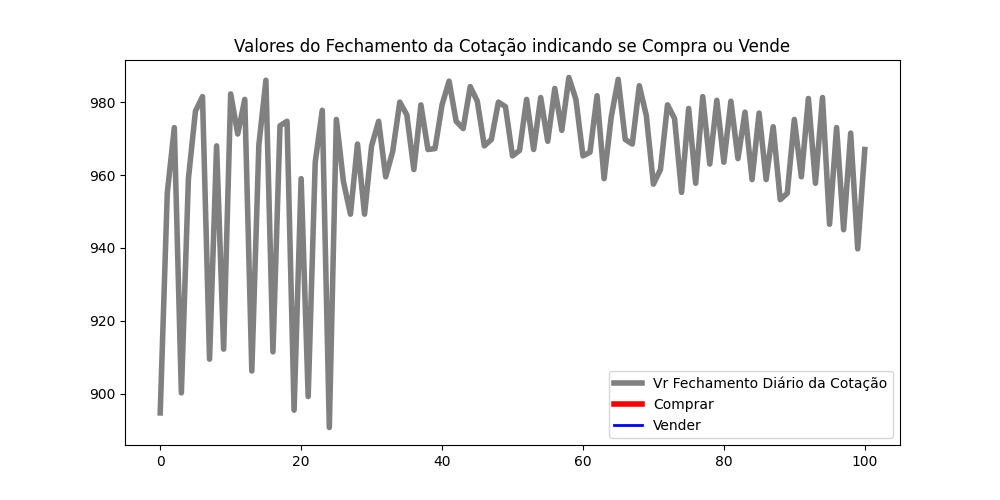 Valores do Fechamento da Cotação indicando se Compra ou Vende
980
960
940
920
900
Vr Fechamento Diário da Cotação
Comprar
Vender
0 20 40 60 80 100